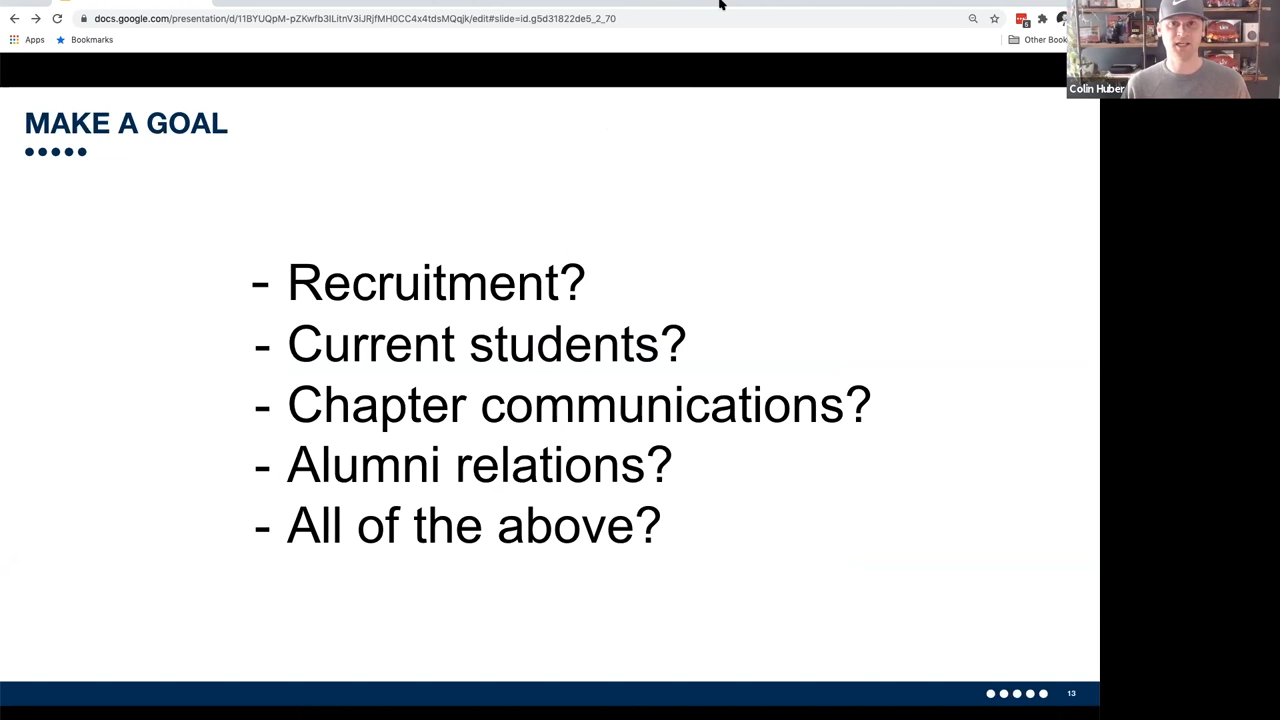 docs.google.com/presentation/d/11BYUQpM-pZKwfb3ILitnV3iJRjfMH0CC4x4tdsMQqjk/edit#slide=id.g5d31822de5_2_70
Apps
Bookmarks
Other Book
Colin Huber
MAKE A GOAL
- Recruitment?
- Current students?
- Chapter communications?
- Alumni relations?
- All of the above?
13